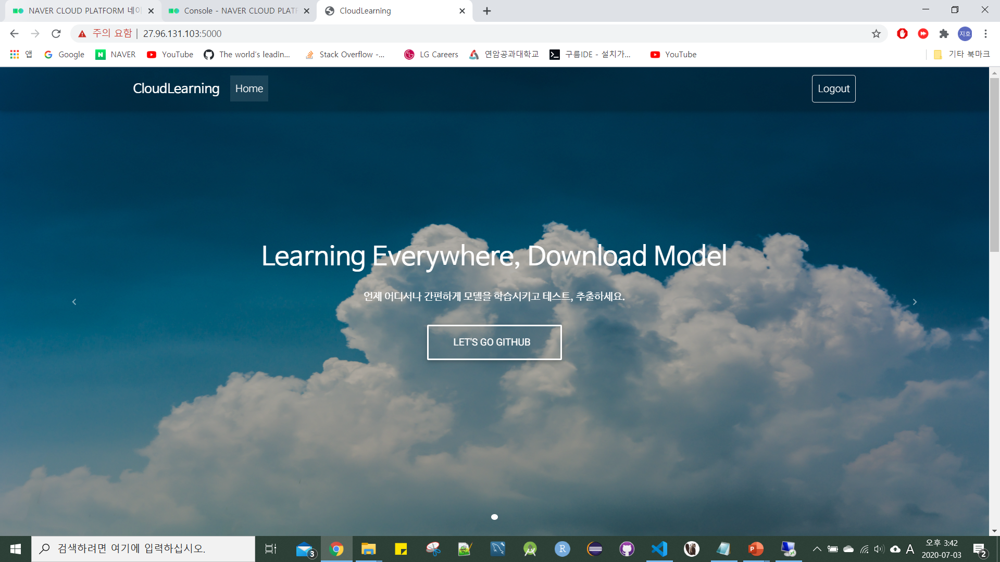 NAVER CLOUD PLATFORM 네이
Console - NAVER CLOUD PLATF
CloudLearning
주의 요함
27.96.131.103:5000
지호
앱
Google
NAVER
YouTube
The world's leadin...
Stack Overflow -...
LG Careers
연암공과대학교
구름IDE - 설치가...
YouTube
기타 북마크
CloudLearning
Home
Logout
Learning Everywhere, Download Model
언제 어디서나 간편하게 모델을 학습시키고 테스트, 추출하세요.
LET'S GO GITHUB
검색하려면 여기에 입력하십시오.
3
A
오후 3:42
2020-07-03
2